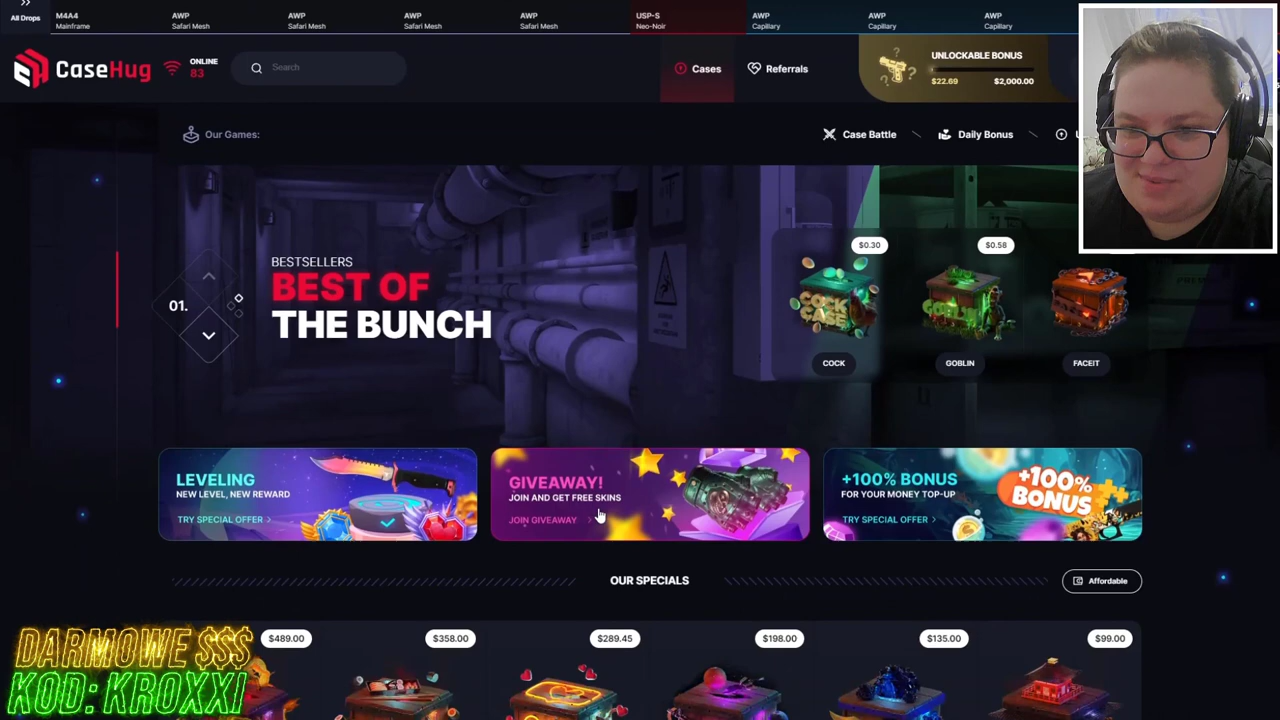 All Drops
M4A4
Mainframe
AWP
Safari Mesh
AWP
Safari Mesh
AWP
Safari Mesh
AWP
Safari Mesh
USP-S
Neo-Noir
AWP
Capillary
AWP
Capillary
AWP
Capillary
CaseHug
ONLINE
83
Search
Cases
Referrals
UNLOCKABLE BONUS
$22.69 $2,000.00
Our Games:
Case Battle
Daily Bonus
BESTSELLERS
BEST OF
THE BUNCH
01.
$0.30
$0.58
COCK
CASE
COCK
GOBLIN
FACEIT
LEVELING
NEW LEVEL, NEW REWARD
TRY SPECIAL OFFER >
GIVEAWAY!
JOIN AND GET FREE SKINS
JOIN GIVEAWAY
+100% BONUS
FOR YOUR MONEY TOP-UP
TRY SPECIAL OFFER >
+100%
BONUS
OUR SPECIALS
Affordable
$489.00
$358.00
$289.45
$198.00
$135.00
$99.00
DARMOWE $$$
KOD: KROXXI